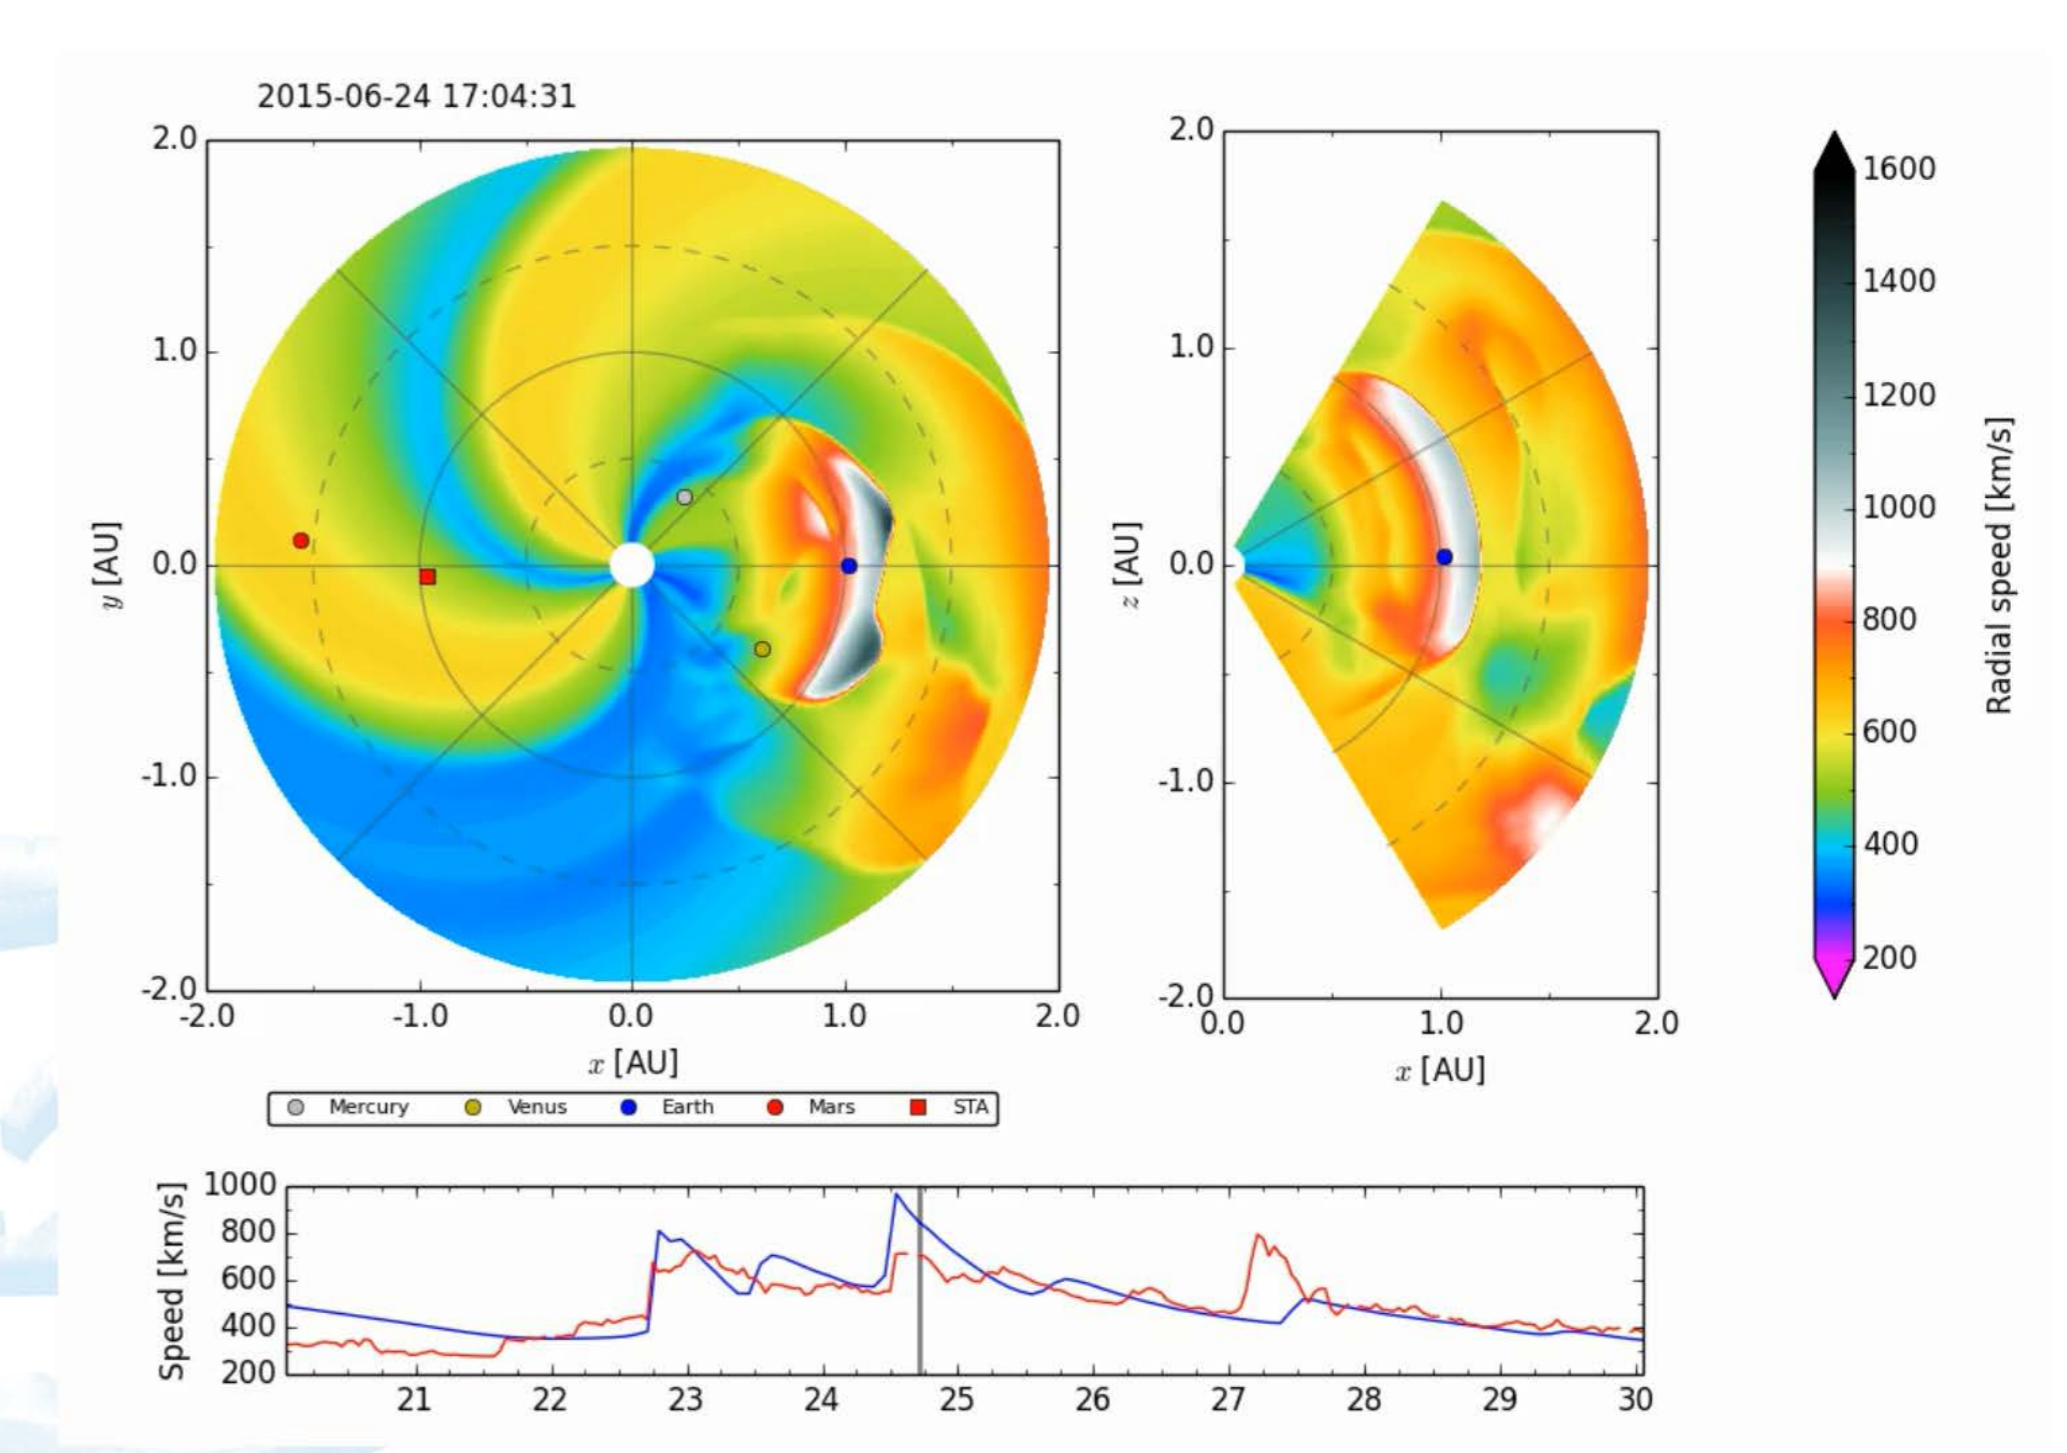 2015-06-24 17:04:31
2.0
1.0
0.0
-1.0
-2.0
y [AU]
-2.0 -1.0 0.0 1.0 2.0
x [AU]
2.0
1.0
0.0
-1.0
-2.0
z [AU]
0.0 1.0 2.0
x [AU]
1600
1400
1200
1000
800
600
400
200
Radial speed [km/s]
Mercury Venus Earth Mars STA
1000
800
600
400
200
Speed [km/s]
21 22 23 24 25 26 27 28 29 30